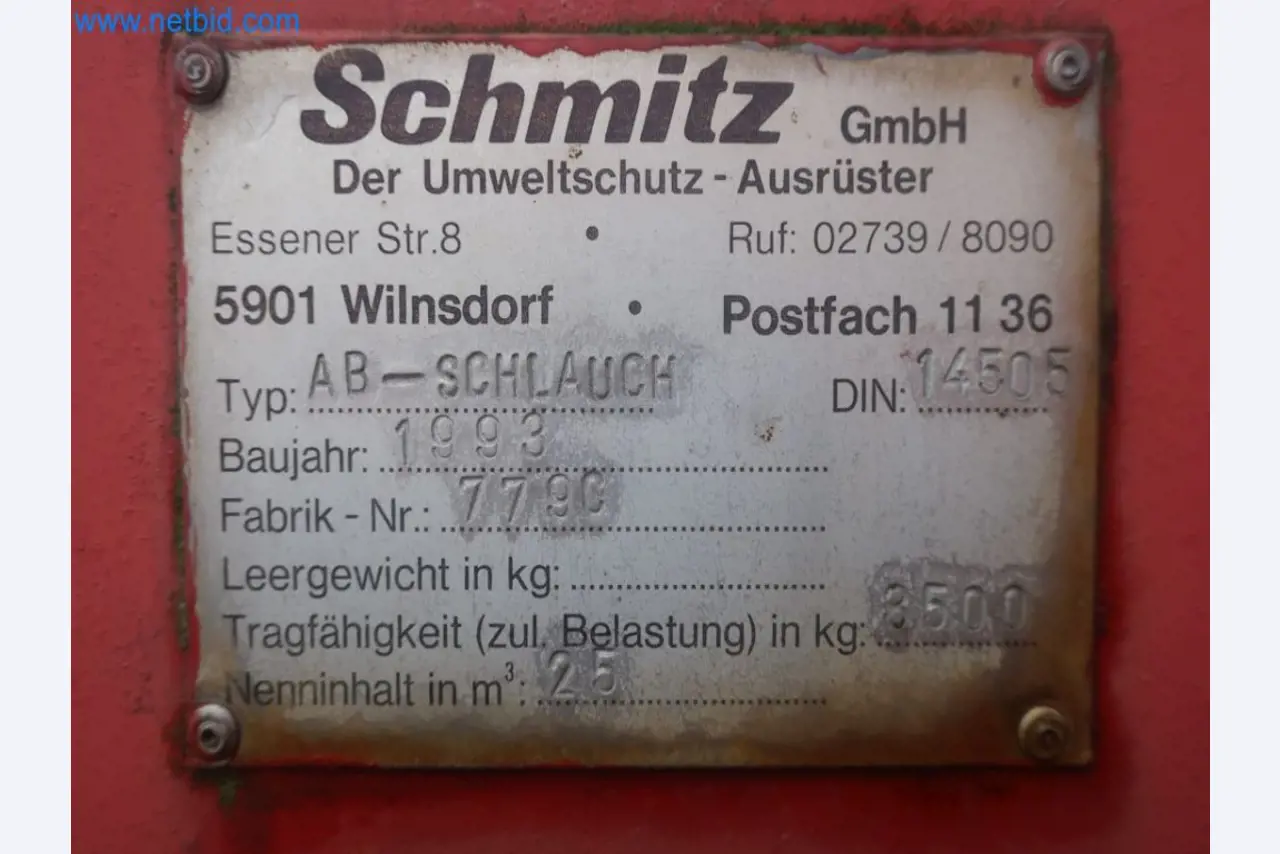 www.netbid.com
Schmitz GmbH
Der Umweltschutz - Ausrüster
Essener Str.8 • Ruf: 02739 / 8090
5901 Wilnsdorf • Postfach 11 36
Typ: AB-SCHLAUCH DIN: 14505
Baujahr: 1993
Fabrik - Nr.:
Leergewicht in kg:
Tragfähigkeit (zul. Belastung) in kg:
Nenninhalt in m³: 25